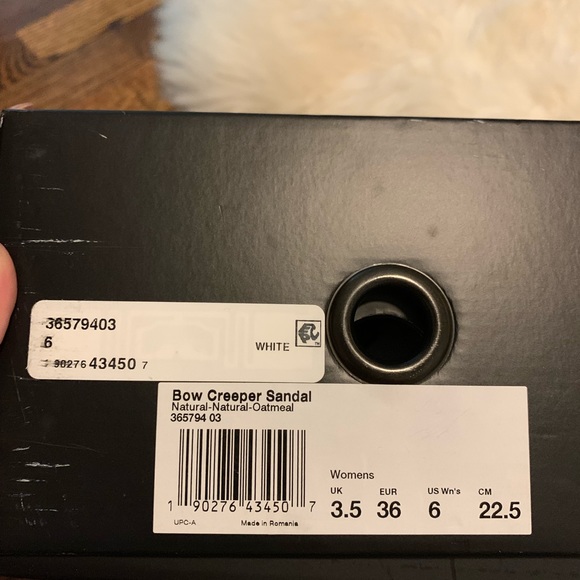 36579403
6
1 90276 43450 7
WHITE
Bow Creeper Sandal
Natural-Natural-Oatmeal
365794 03
1 90276 43450 7
UPC-A Made in Romania
Womens
UK EUR US Wn's CM
3.5 36 6 22.5